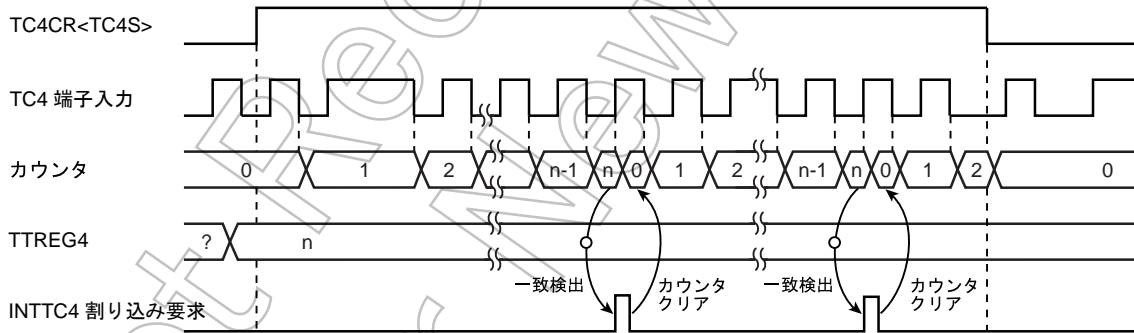 TC4CR<TC4S>
TC4 端子入力
カウンタ
0 1 2 n-1 n 0 1 2 n-1 n 0 1 2 0
TTREG4
? n
一致検出 カウンタ クリア 一致検出 カウンタ クリア
INTTC4 割り込み要求